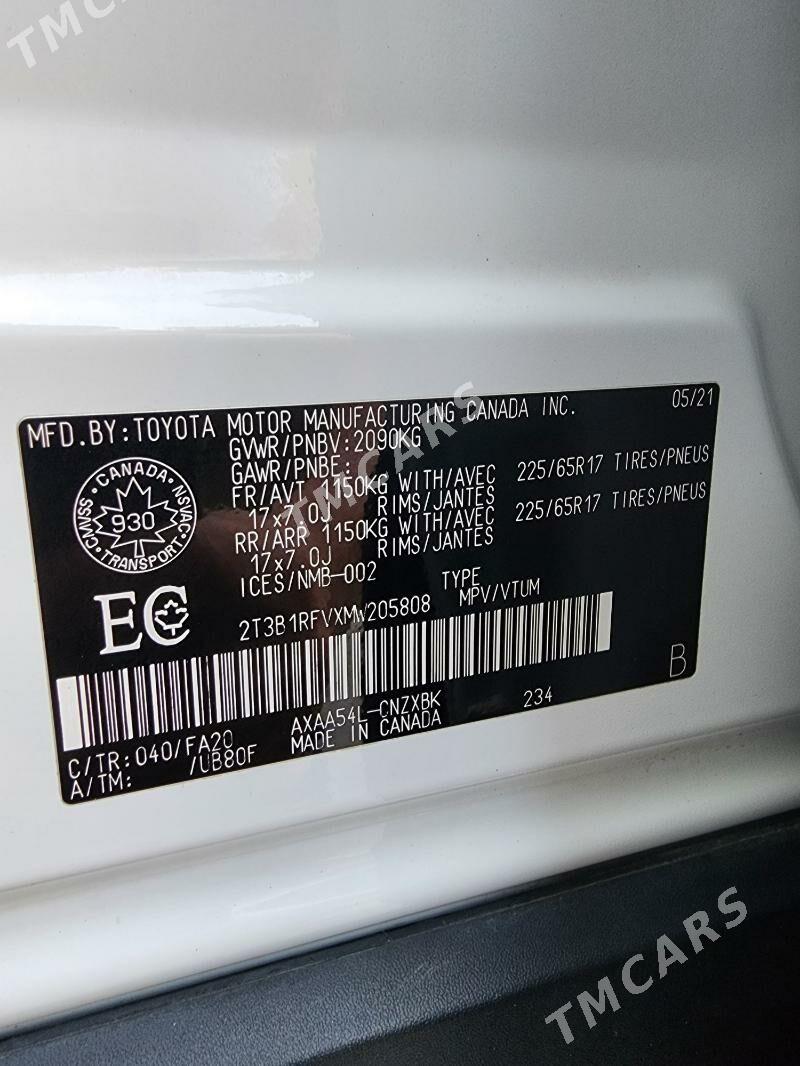 TMCARS
MFD.BY:TOYOTA MOTOR MANUFACTURING CANADA INC. 05/21
GVWR/PNBV:2090KG
GAWR/PNBE:
FR/AVT 1150KG WITH/AVEC 225/65R17 TIRES/PNEUS
17x7.0J RIMS/JANTES
RR/ARR 1150KG WITH/AVEC 225/65R17 TIRES/PNEUS
17x7.0J RIMS/JANTES
ICES/NMB-002
CANADA
CMVSS NSVAC
930
TRANSPORT
EC
2T3B1RFVXMW205808 TYPE
MPV/VTUM
B
C/TR:040/FA20 AXAA54L-CNZXBK 234
A/TM: /UB80F MADE IN CANADA
TMCARS
TMCARS